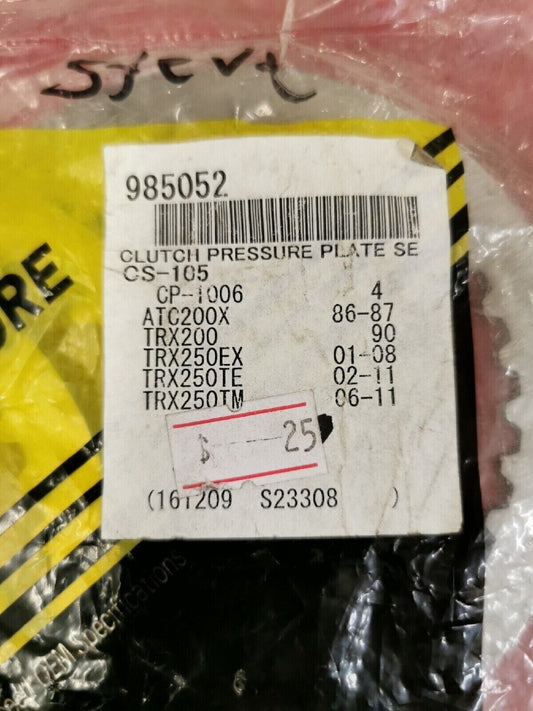 Steve
985052
CLUTCH PRESSURE PLATE SE
CS-105
CP-1006 4
ATC200X 86-87
TRX200 90
TRX250EX 01-08
TRX250TE 02-11
TRX250TM 06-11
$ ----25
(161209 S23308 )
URE
OEM Specifications